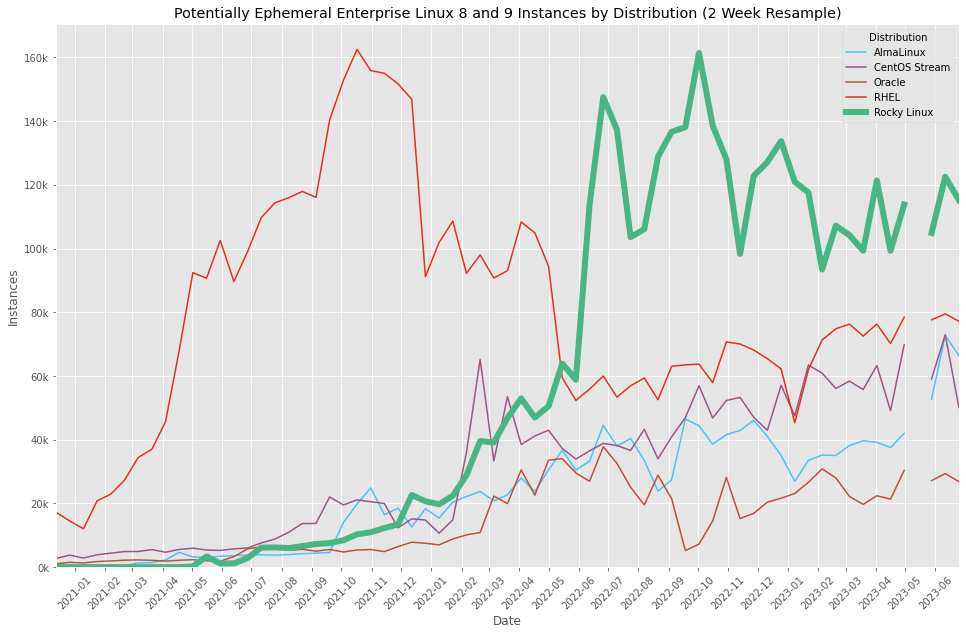 Potentially Ephemeral Enterprise Linux 8 and 9 Instances by Distribution (2 Week Resample)
Distribution
AlmaLinux
CentOS Stream
Oracle
RHEL
Rocky Linux
160k
140k
120k
100k
80k
60k
40k
20k
0k
Instances
2021-01
2021-02
2021-03
2021-04
2021-05
2021-06
2021-07
2021-08
2021-09
2021-10
2021-11
2021-12
2022-01
2022-02
2022-03
2022-04
2022-05
2022-06
2022-07
2022-08
2022-09
2022-10
2022-11
2022-12
2023-01
2023-02
2023-03
2023-04
2023-05
2023-06
Date